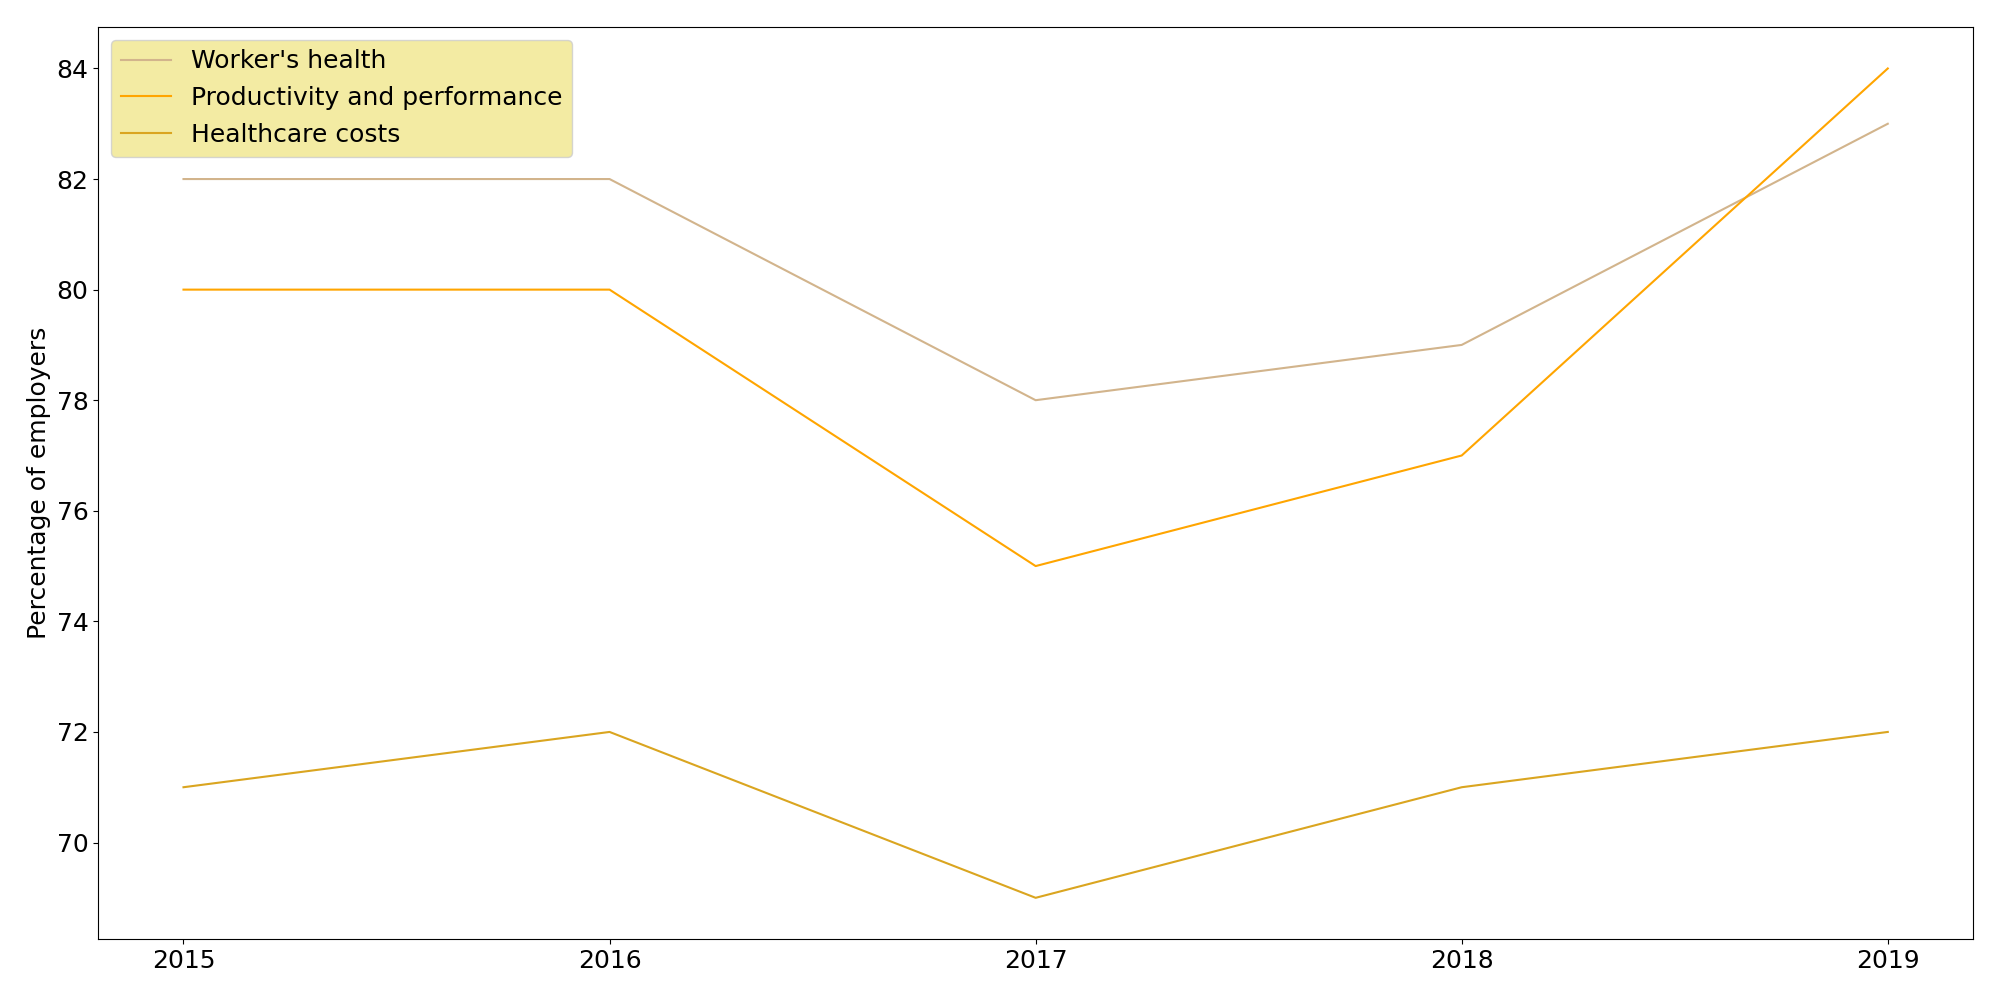 Worker's health
Productivity and performance
Healthcare costs
Percentage of employers
84
82
80
78
76
74
72
70
2015 2016 2017 2018 2019